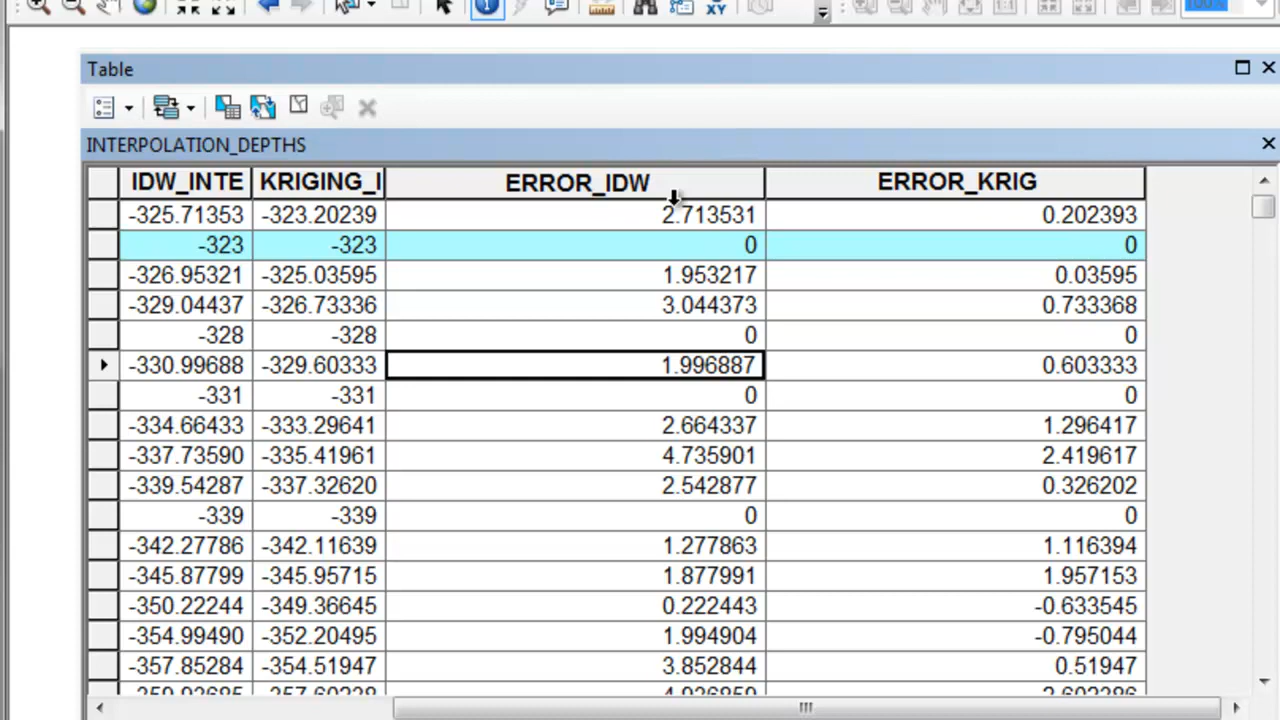 XY
1:1
100%
Table
INTERPOLATION_DEPTHS
IDW_INTE KRIGING_I ERROR_IDW ERROR_KRIG
-325.71353 -323.20239 2.713531 0.202393
-323 -323 0 0
-326.95321 -325.03595 1.953217 0.03595
-329.04437 -326.73336 3.044373 0.733368
-328 -328 0 0
-330.99688 -329.60333 1.996887 0.603333
-331 -331 0 0
-334.66433 -333.29641 2.664337 1.296417
-337.73590 -335.41961 4.735901 2.419617
-339.54287 -337.32620 2.542877 0.326202
-339 -339 0 0
-342.27786 -342.11639 1.277863 1.116394
-345.87799 -345.95715 1.877991 1.957153
-350.22244 -349.36645 0.222443 -0.633545
-354.99490 -352.20495 1.994904 -0.795044
-357.85284 -354.51947 3.852844 0.51947